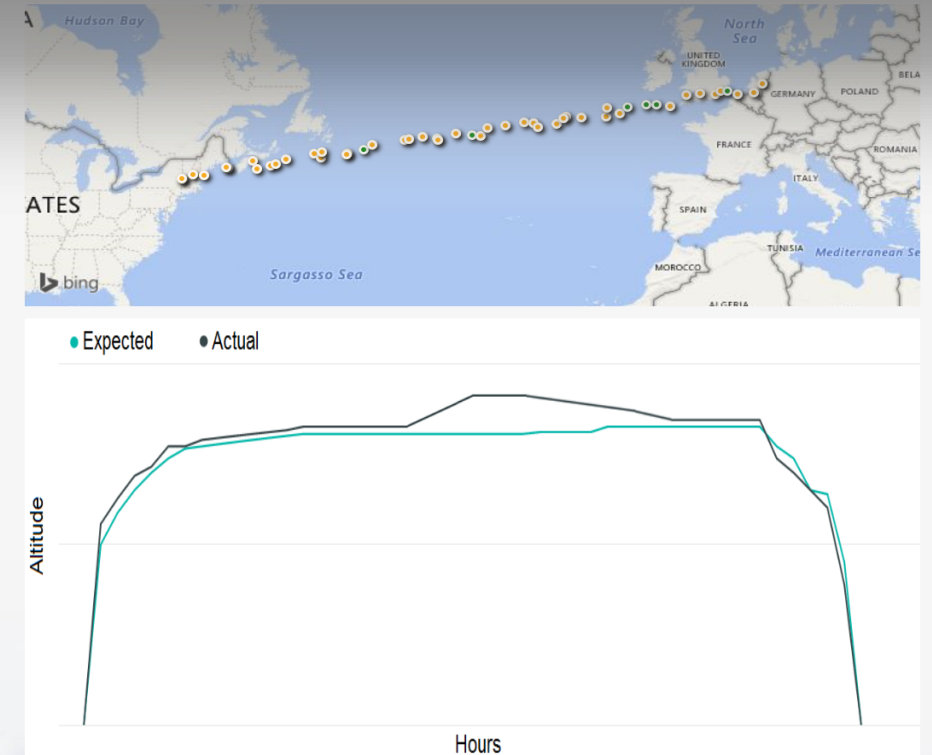 Hudson Bay
North
Sea
UNITED
KINGDOM
BELA
GERMANY
POLAND
FRANCE
ROMANIA
ITALY
ATES
SPAIN
TUNISIA
Mediterranean Se
MOROCCO
Sargasso Sea
bing
ALGERIA
Expected
Actual
Altitude
Hours